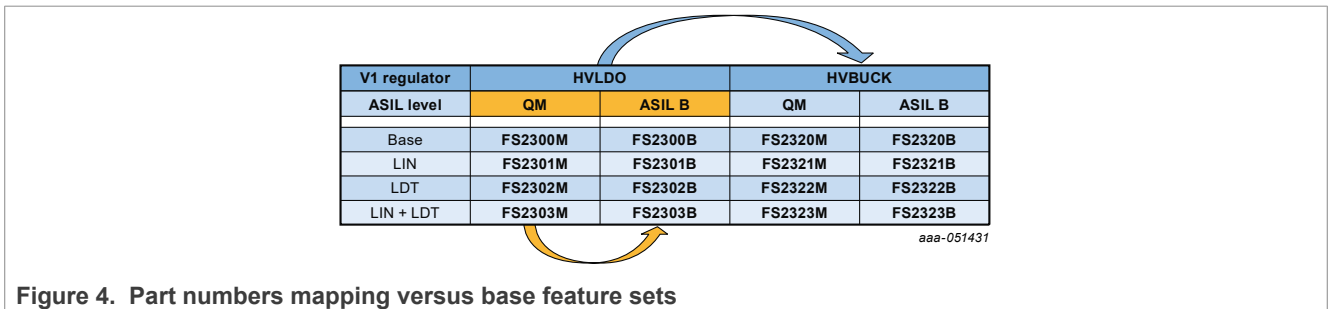 V1 regulator HVLDO HVBUCK
ASIL level QM ASIL B QM ASIL B
Base FS2300M FS2300B FS2320M FS2320B
LIN FS2301M FS2301B FS2321M FS2321B
LDT FS2302M FS2302B FS2322M FS2322B
LIN + LDT FS2303M FS2303B FS2323M FS2323B
aaa-051431
Figure 4. Part numbers mapping versus base feature sets